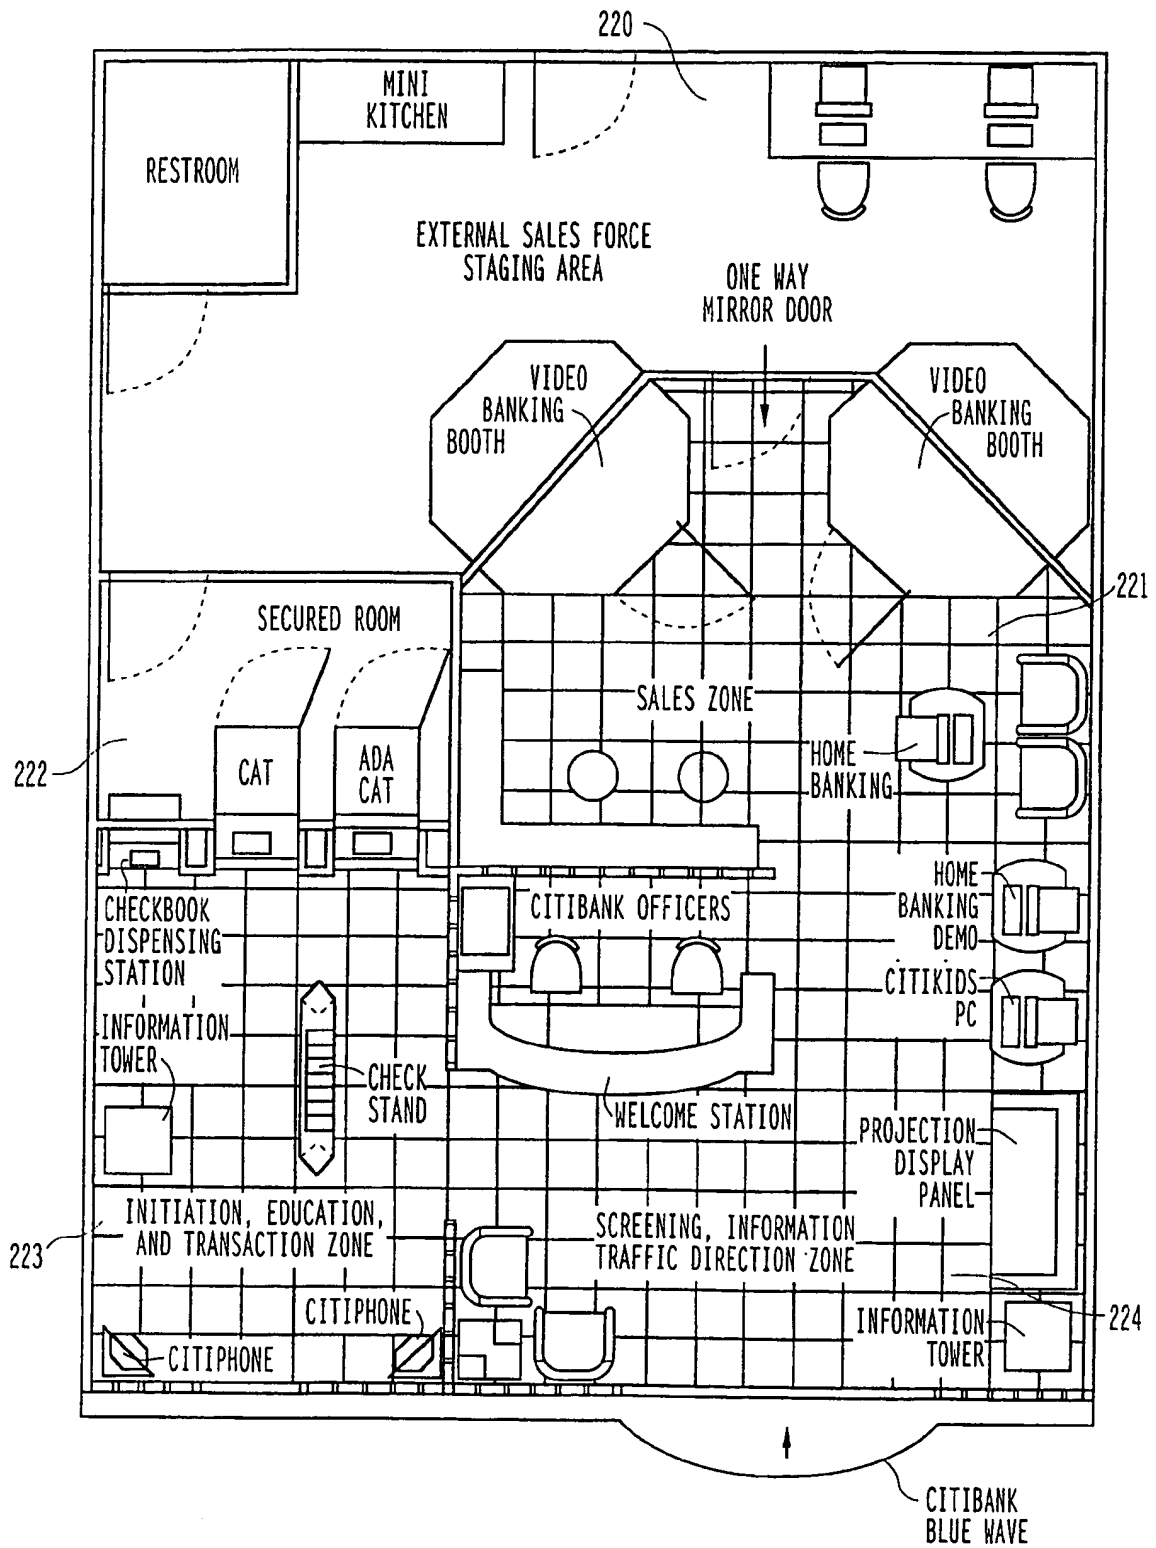 220
MINI
KITCHEN
RESTROOM
EXTERNAL SALES FORCE
STAGING AREA
ONE WAY
MIRROR DOOR
VIDEO
BANKING
BOOTH
VIDEO
BANKING
BOOTH
221
SECURED ROOM
SALES ZONE
222
CAT
ADA
CAT
HOME
BANKING
CHECKBOOK
DISPENSING
STATION
CITIBANK OFFICERS
HOME
BANKING
DEMO
CITIKIDS
PC
INFORMATION
TOWER
CHECK
STAND
WELCOME STATION
PROJECTION
DISPLAY
PANEL
INITIATION, EDUCATION,
AND TRANSACTION ZONE
223
SCREENING, INFORMATION
TRAFFIC DIRECTION ZONE
CITIPHONE
CITIPHONE
INFORMATION
TOWER
224
CITIBANK
BLUE WAVE